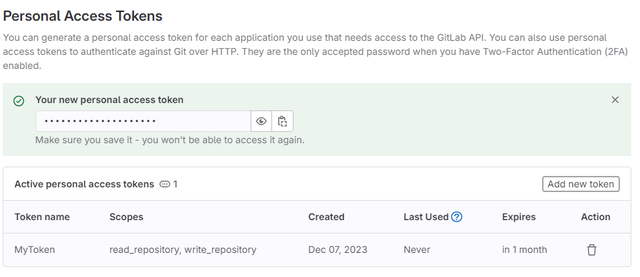 Personal Access Tokens
You can generate a personal access token for each application you use that needs access to the GitLab API. You can also use personal
access tokens to authenticate against Git over HTTP. They are the only accepted password when you have Two-Factor Authentication (2FA)
enabled.
Your new personal access token
••••••••••••••••••••
Make sure you save it - you won't be able to access it again.
Active personal access tokens 1 Add new token
Token name Scopes Created Last Used ? Expires Action
MyToken read_repository, write_repository Dec 07, 2023 Never in 1 month